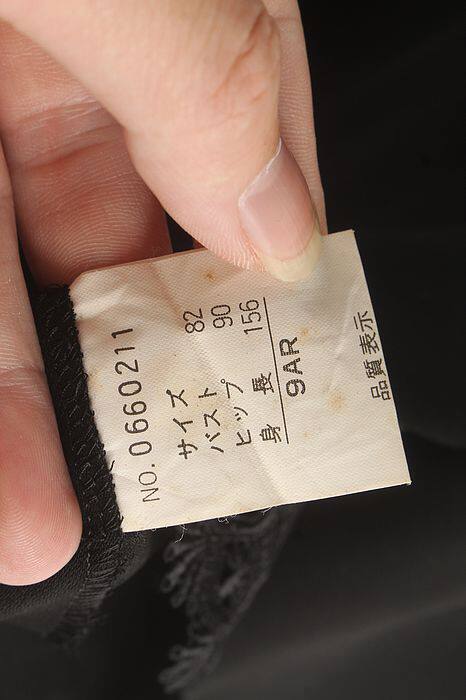 NO. 0660211
サイズ
バスト 82
ヒップ 90
身長 156
9AR
品質表示